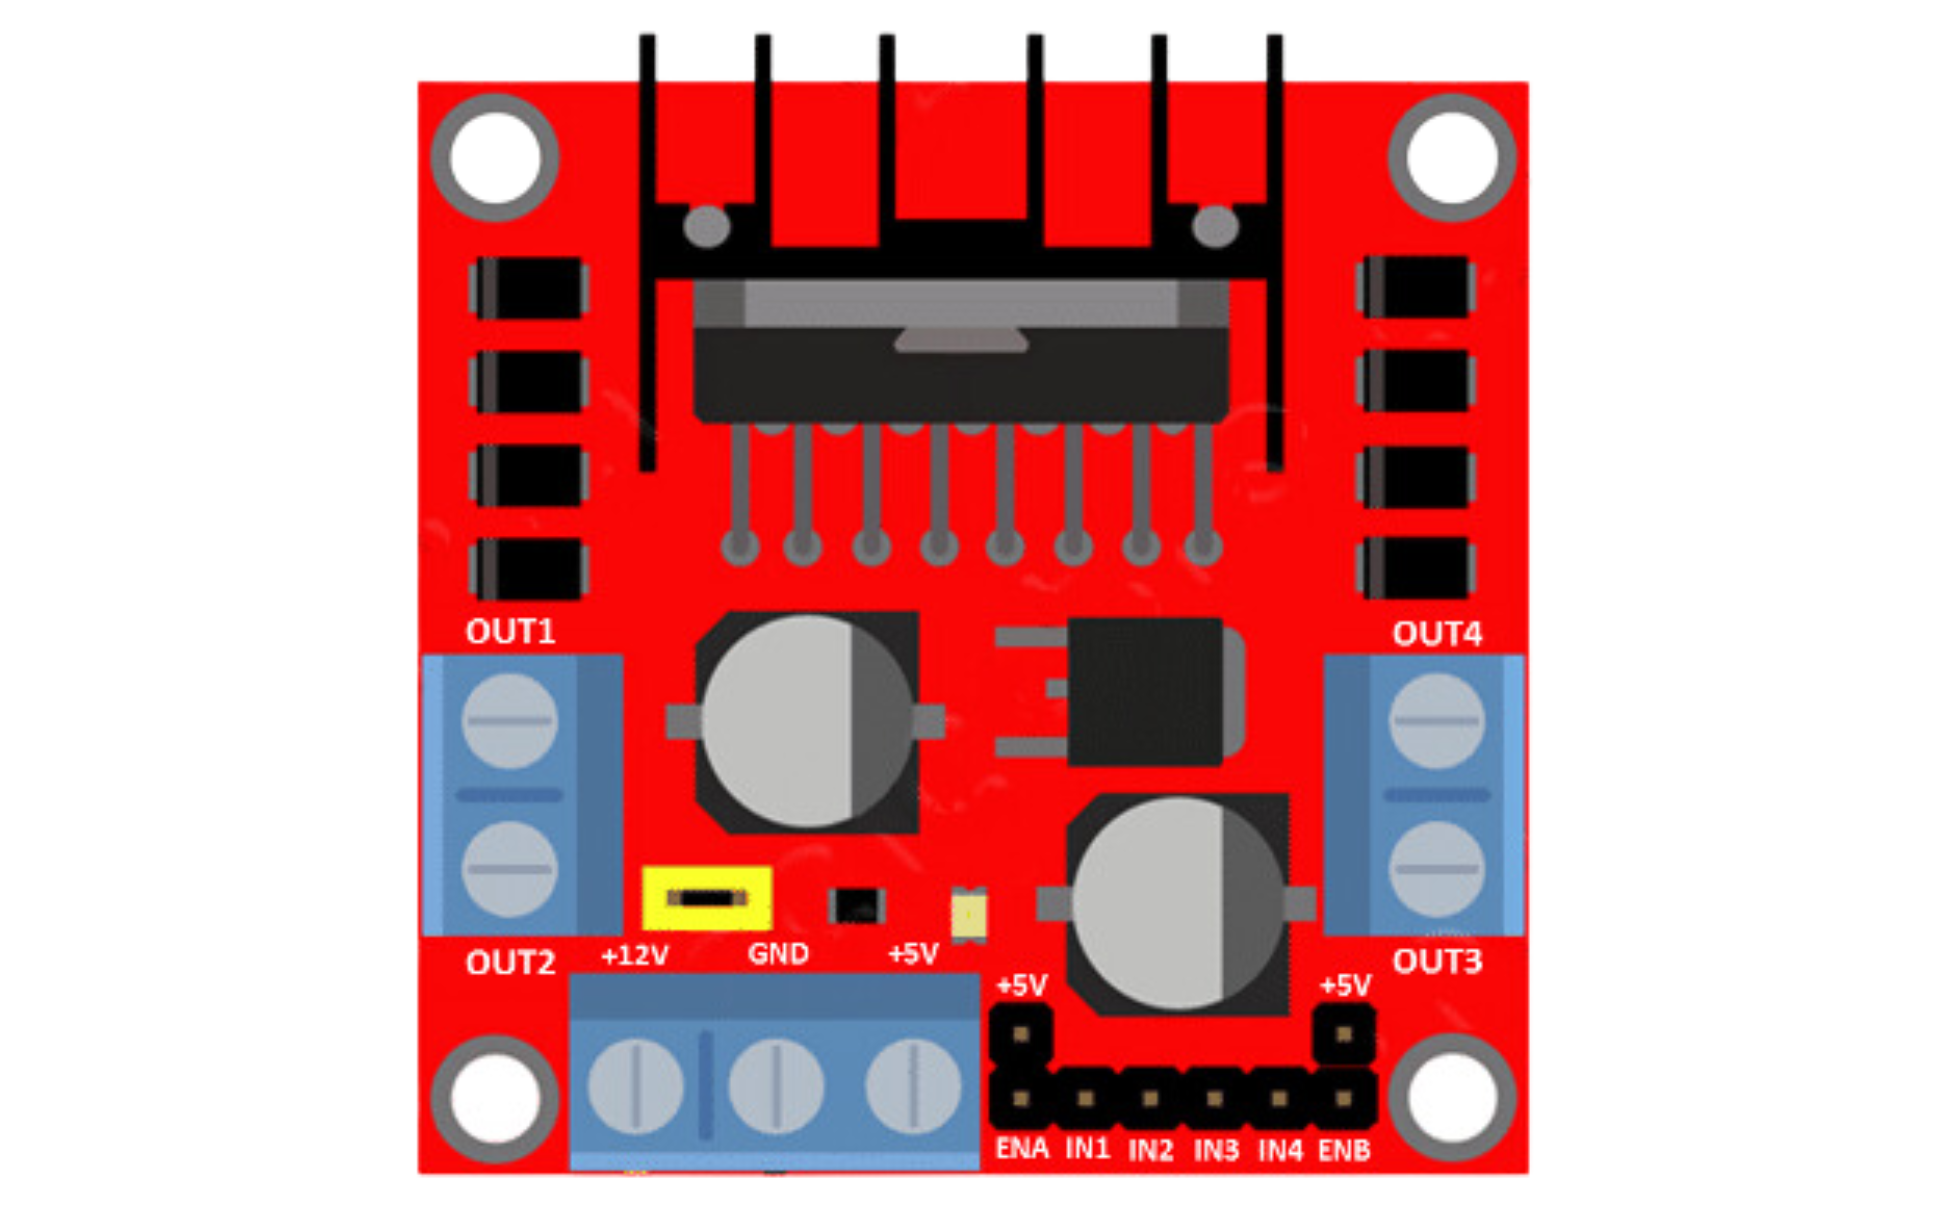 OUT1
OUT4
OUT2
+12V
GND
+5V
OUT3
+5V
+5V
ENA IN1 IN2 IN3 IN4 ENB